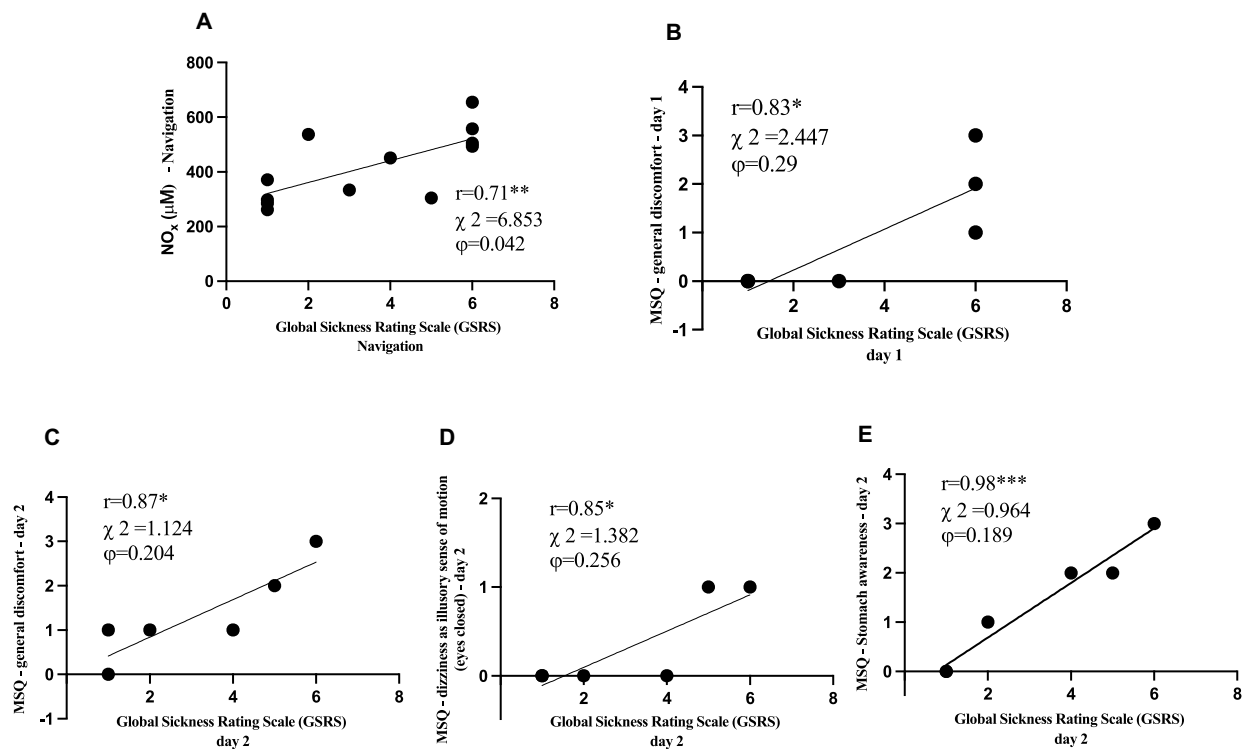 A
NOx (μM) - Navigation
800
600
400
200
0
0 2 4 6 8
r=0.71**
χ 2 =6.853
φ=0.042
Global Sickness Rating Scale (GSRS)
Navigation
B
MSQ - general discomfort - day 1
4
3
2
1
0
-1
2 4 6 8
r=0.83*
χ 2 =2.447
φ=0.29
Global Sickness Rating Scale (GSRS)
day 1
C
MSQ - general discomfort - day 2
4
3
2
1
0
-1
2 4 6 8
r=0.87*
χ 2 =1.124
φ=0.204
Global Sickness Rating Scale (GSRS)
day 2
D
MSQ - dizziness as illusory sense of motion
(eyes closed) - day 2
2
1
0
2 4 6 8
r=0.85*
χ 2 =1.382
φ=0.256
Global Sickness Rating Scale (GSRS)
day 2
E
MSQ - Stomach awareness - day 2
4
3
2
1
0
2 4 6 8
r=0.98***
χ 2 =0.964
φ=0.189
Global Sickness Rating Scale (GSRS)
day 2